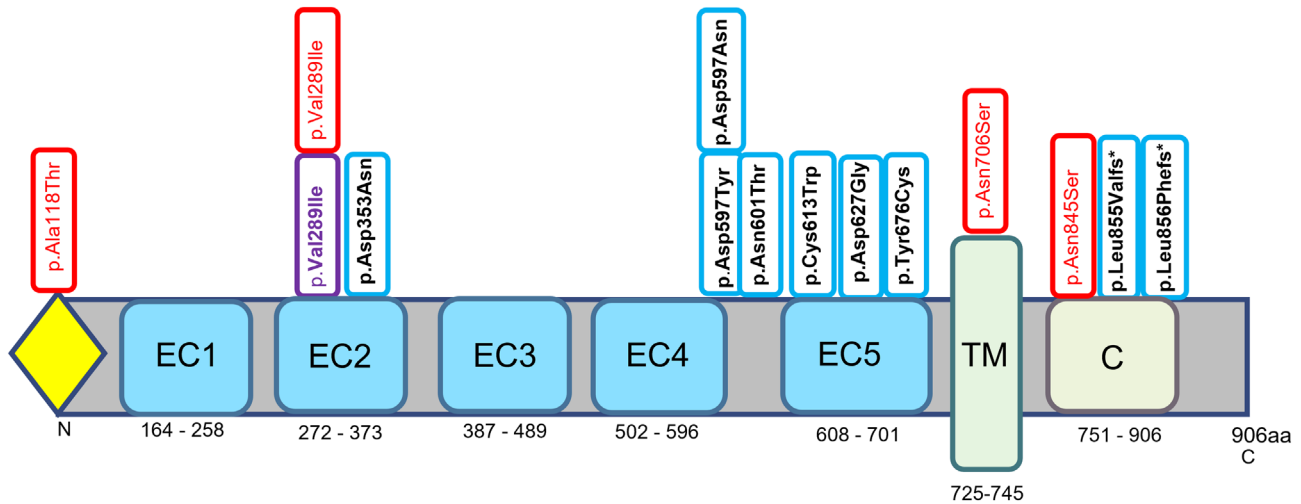 p.Ala118Thr
p.Val289Ile
p.Val289Ile
p.Asp353Asn
p.Asp597Asn
p.Asp597Tyr
p.Asn601Thr
p.Cys613Trp
p.Asp627Gly
p.Tyr676Cys
p.Asn706Ser
p.Asn845Ser
p.Leu855Valfs*
p.Leu856Phefs*
EC1
EC2
EC3
EC4
EC5
TM
C
N
164 - 258
272 - 373
387 - 489
502 - 596
608 - 701
725-745
751 - 906
906aa
C